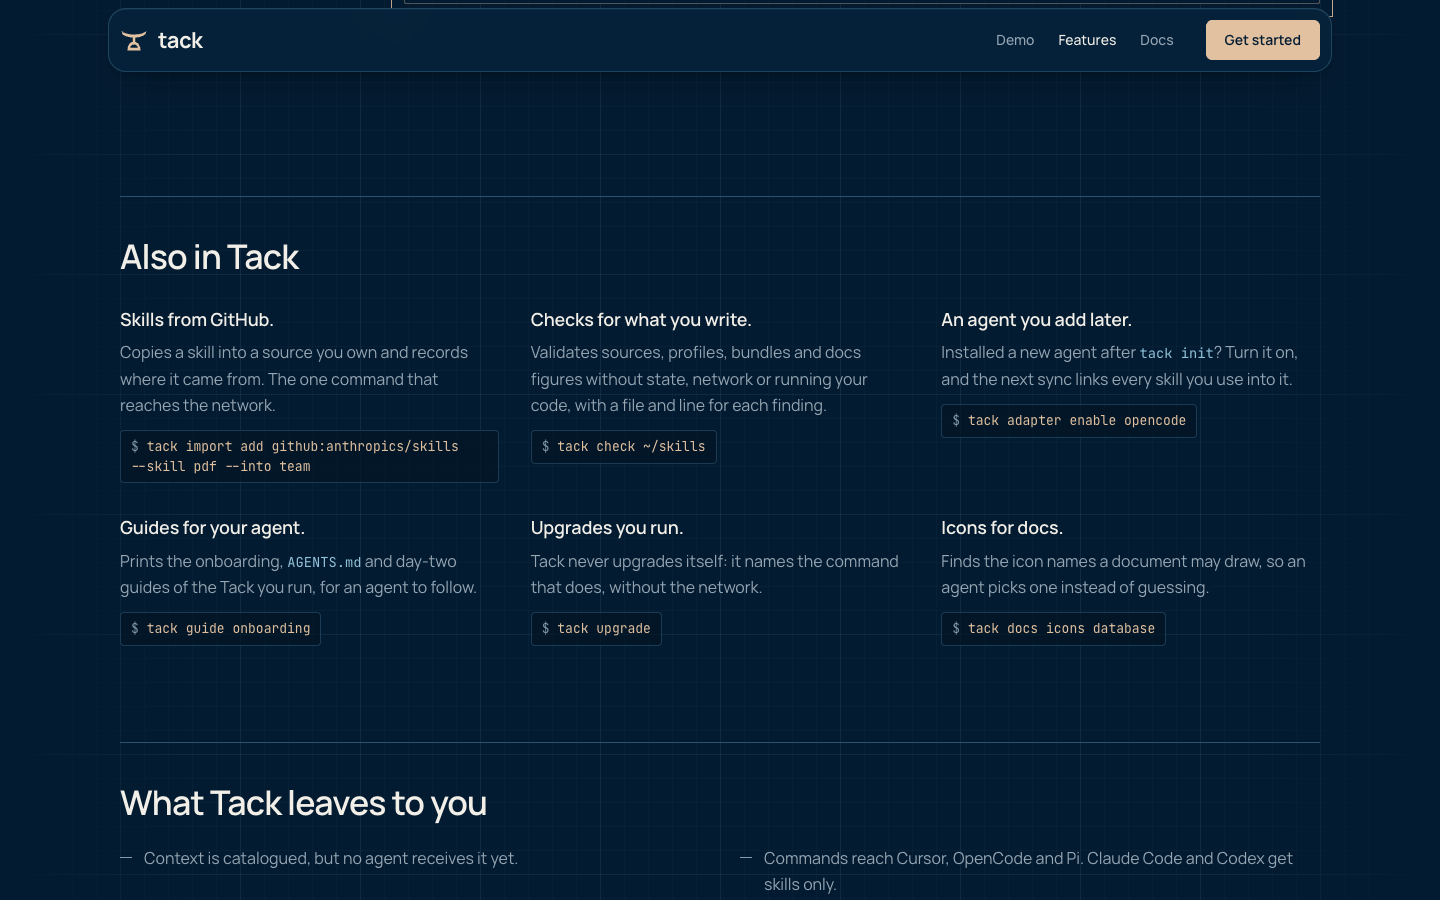 tack
Demo
Features
Docs
Get started
Also in Tack
Skills from GitHub.
Copies a skill into a source you own and records
where it came from. The one command that
reaches the network.
$ tack import add github:anthropics/skills
--skill pdf --into team
Checks for what you write.
Validates sources, profiles, bundles and docs
figures without state, network or running your
code, with a file and line for each finding.
$ tack check ~/skills
An agent you add later.
Installed a new agent after tack init? Turn it on,
and the next sync links every skill you use into it.
$ tack adapter enable opencode
Guides for your agent.
Prints the onboarding, AGENTS.md and day-two
guides of the Tack you run, for an agent to follow.
$ tack guide onboarding
Upgrades you run.
Tack never upgrades itself: it names the command
that does, without the network.
$ tack upgrade
Icons for docs.
Finds the icon names a document may draw, so an
agent picks one instead of guessing.
$ tack docs icons database
What Tack leaves to you
— Context is catalogued, but no agent receives it yet.
— Commands reach Cursor, OpenCode and Pi. Claude Code and Codex get
skills only.